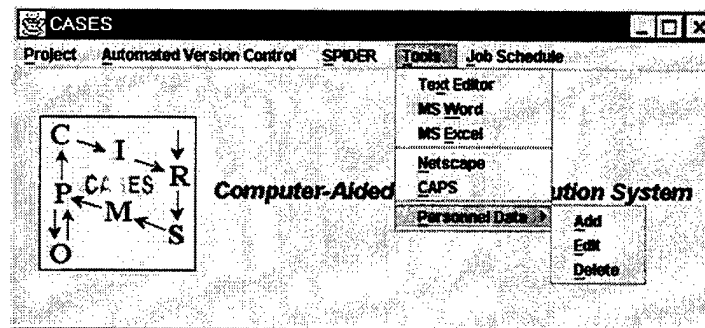 CASES
Project Automated Version Control SPIDER Tools Job Schedule
Text Editor
MS Word
MS Excel
Netscape
CAPS
Personnel Data
Add
Edit
Delete
C I R
P CASES
M S
O
Computer-Aided ution System